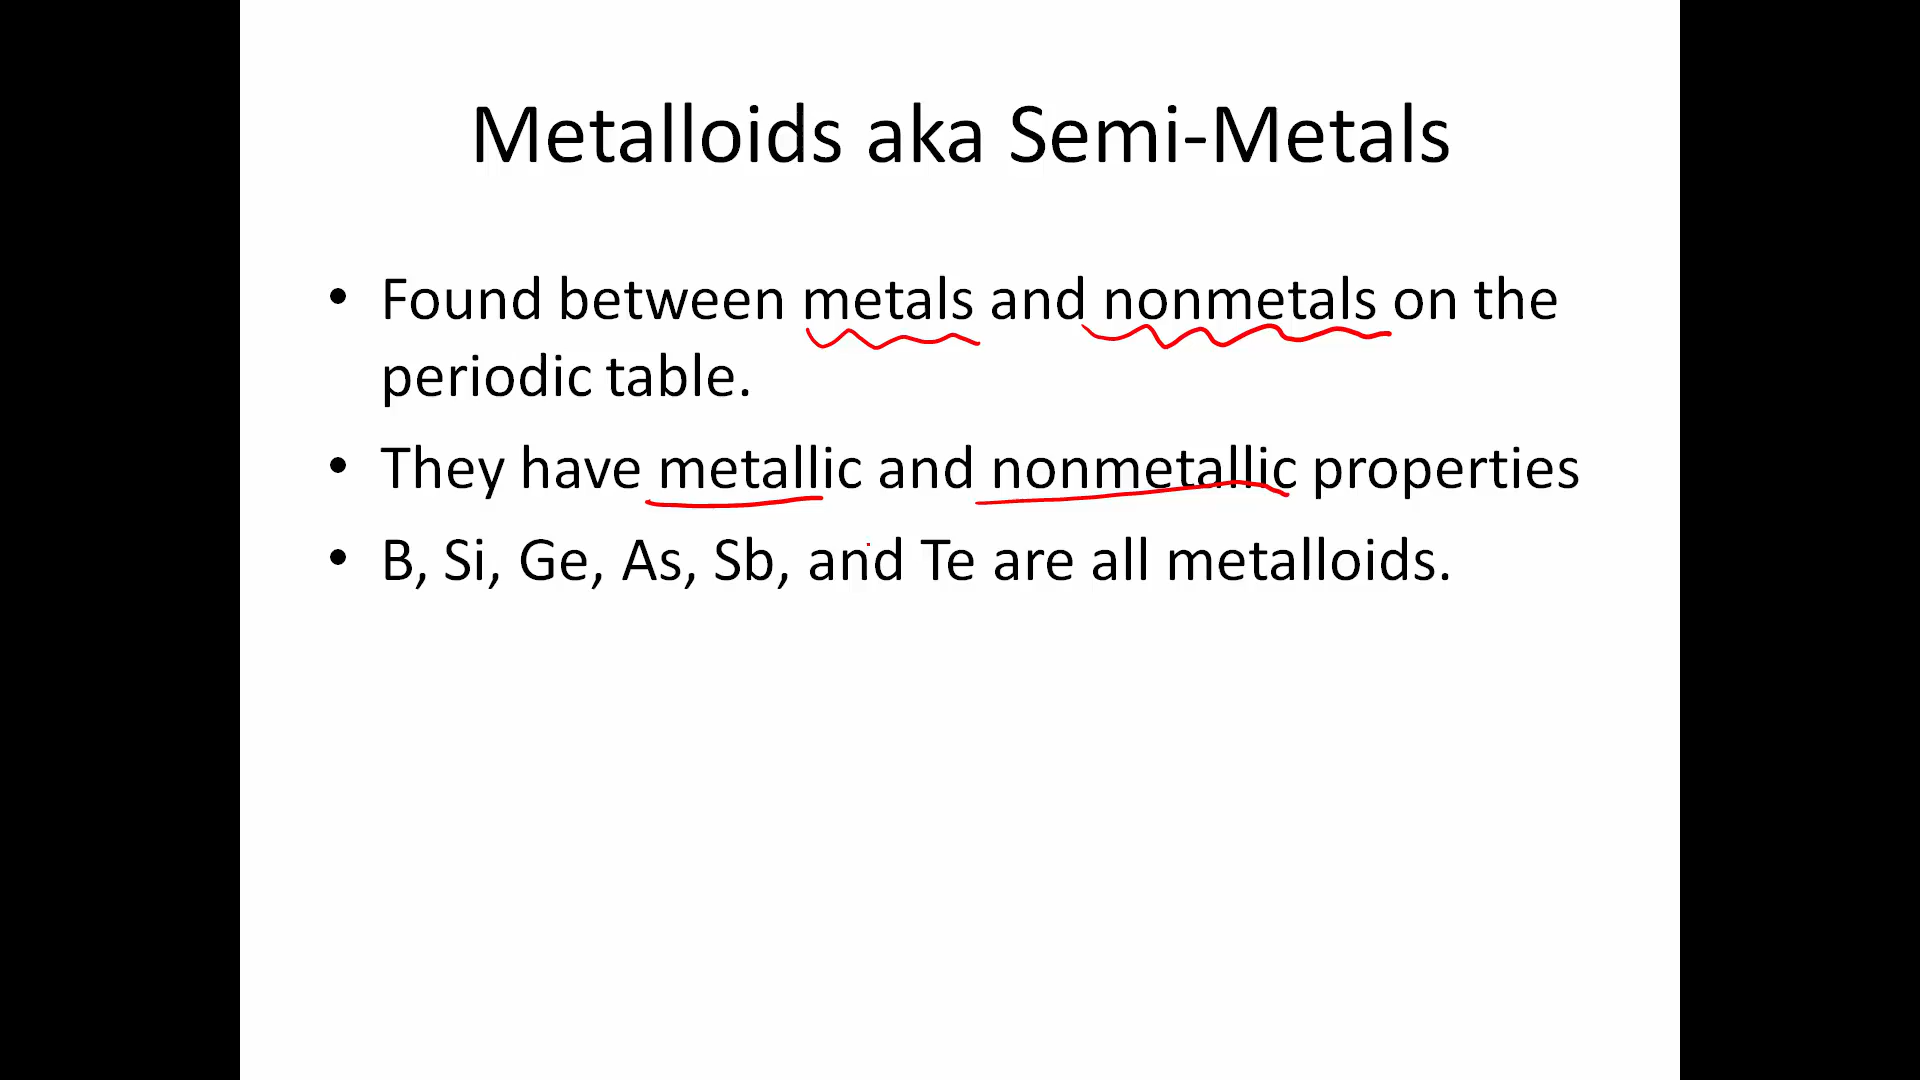 Metalloids aka Semi-Metals
• Found between metals and nonmetals on the
periodic table.
• They have metallic and nonmetallic properties
• B, Si, Ge, As, Sb, and Te are all metalloids.